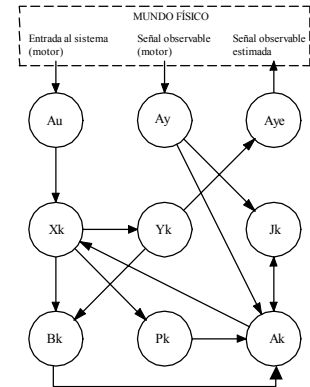 MUNDO FÍSICO
Entrada al sistema
(motor)
Señal observable
(motor)
Señal observable
estimada
Au
Ay
Aye
Xk
Yk
Jk
Bk
Pk
Ak